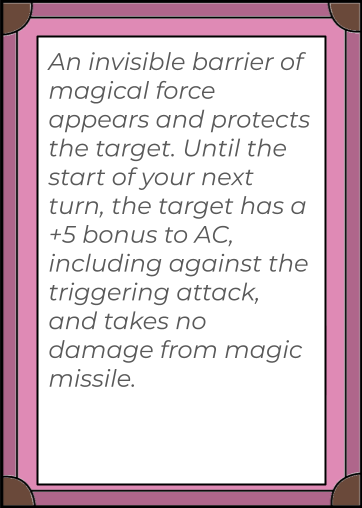 An invisible barrier of
magical force
appears and protects
the target. Until the
start of your next
turn, the target has a
+5 bonus to AC,
including against the
triggering attack,
and takes no
damage from magic
missile.